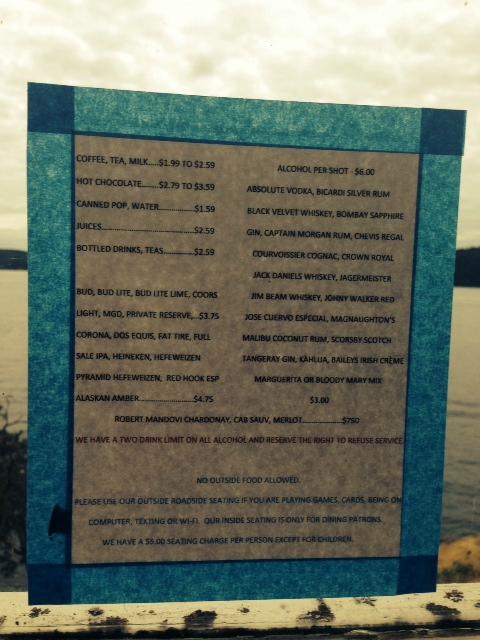 COFFEE, TEA, MILK.....$1.99 TO $2.59
HOT CHOCOLATE........$2.79 TO $3.59
CANNED POP, WATER.................$1.59
JUICES...........................................$2.59
BOTTLED DRINKS, TEAS................$2.59
BUD, BUD LITE, BUD LITE LIME, COORS
LIGHT, MGD, PRIVATE RESERVE,...$3.75
CORONA, DOS EQUIS, FAT TIRE, FULL
SALE IPA, HEINEKEN, HEFEWEIZEN
PYRAMID HEFEWEIZEN, RED HOOK ESP
ALASKAN AMBER.........................$4.75
ALCOHOL PER SHOT - $6.00
ABSOLUTE VODKA, BICARDI SILVER RUM
BLACK VELVET WHISKEY, BOMBAY SAPPHIRE
GIN, CAPTAIN MORGAN RUM, CHEVIS REGAL
COURVOISSIER COGNAC, CROWN ROYAL
JACK DANIELS WHISKEY, JAGERMEISTER
JIM BEAM WHISKEY, JOHNY WALKER RED
JOSE CUERVO ESPECIAL, MAGNAUGHTON'S
MALIBU COCONUT RUM, SCORSBY SCOTCH
TANGERAY GIN, KAHLUA, BAILEYS IRISH CRÈME
MARGUERITA OR BLOODY MARY MIX
$3.00
ROBERT MANDOVI CHARDONAY, CAB SAUV, MERLOT..................$750
WE HAVE A TWO DRINK LIMIT ON ALL ALCOHOL AND RESERVE THE RIGHT TO REFUSE SERVICE
NO OUTSIDE FOOD ALLOWED.
PLEASE USE OUR OUTSIDE ROADSIDE SEATING IF YOU ARE PLAYING GAMES, CARDS, BEING ON
COMPUTER, TEXTING OR WI-FI. OUR INSIDE SEATING IS ONLY FOR DINING PATRONS.
WE HAVE A $5.00 SEATING CHARGE PER PERSON EXCEPT FOR CHILDREN.